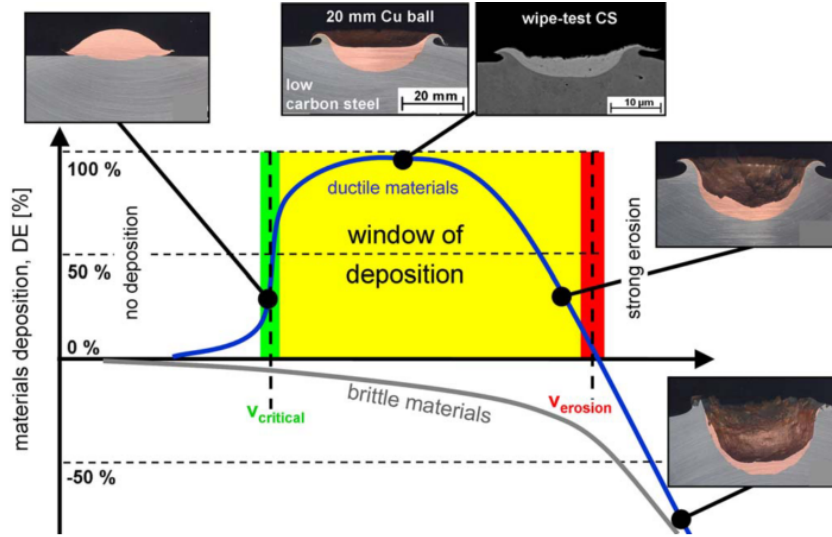 20 mm Cu ball
low
carbon steel
20 mm
wipe-test CS
10 µm
materials deposition, DE [%]
100 %
50 %
0 %
-50 %
no deposition
ductile materials
window of
deposition
strong erosion
brittle materials
vcritical
verosion